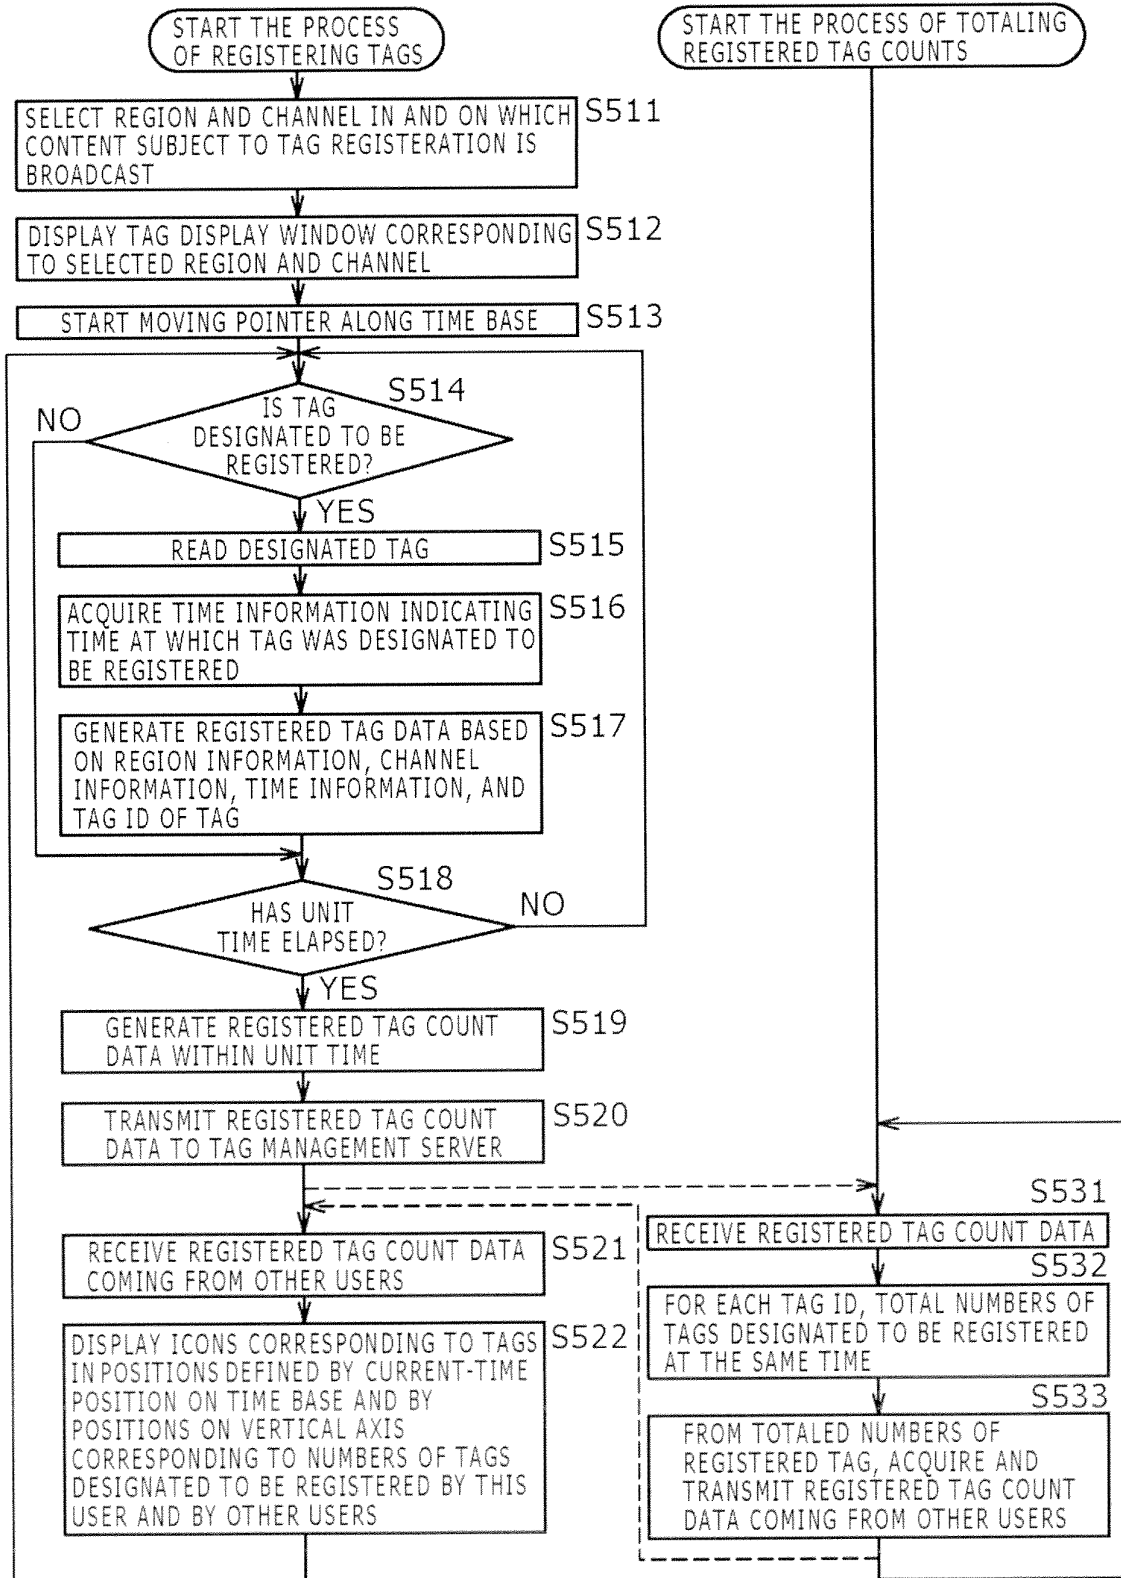 START THE PROCESS
OF REGISTERING TAGS
S511
SELECT REGION AND CHANNEL IN AND ON WHICH
CONTENT SUBJECT TO TAG REGISTERATION IS
BROADCAST
S512
DISPLAY TAG DISPLAY WINDOW CORRESPONDING
TO SELECTED REGION AND CHANNEL
START MOVING POINTER ALONG TIME BASE
S513
S514
NO
IS TAG
DESIGNATED TO BE
REGISTERED?
YES
READ DESIGNATED TAG
S515
S516
ACQUIRE TIME INFORMATION INDICATING
TIME AT WHICH TAG WAS DESIGNATED TO
BE REGISTERED
S517
GENERATE REGISTERED TAG DATA BASED
ON REGION INFORMATION, CHANNEL
INFORMATION, TIME INFORMATION, AND
TAG ID OF TAG
S518
HAS UNIT
TIME ELAPSED?
NO
YES
S519
GENERATE REGISTERED TAG COUNT
DATA WITHIN UNIT TIME
S520
TRANSMIT REGISTERED TAG COUNT
DATA TO TAG MANAGEMENT SERVER
S521
RECEIVE REGISTERED TAG COUNT DATA
COMING FROM OTHER USERS
S522
DISPLAY ICONS CORRESPONDING TO TAGS
IN POSITIONS DEFINED BY CURRENT-TIME
POSITION ON TIME BASE AND BY
POSITIONS ON VERTICAL AXIS
CORRESPONDING TO NUMBERS OF TAGS
DESIGNATED TO BE REGISTERED BY THIS
USER AND BY OTHER USERS
START THE PROCESS OF TOTALING
REGISTERED TAG COUNTS
S531
RECEIVE REGISTERED TAG COUNT DATA
S532
FOR EACH TAG ID, TOTAL NUMBERS OF
TAGS DESIGNATED TO BE REGISTERED
AT THE SAME TIME
S533
FROM TOTALED NUMBERS OF
REGISTERED TAG, ACQUIRE AND
TRANSMIT REGISTERED TAG COUNT
DATA COMING FROM OTHER USERS